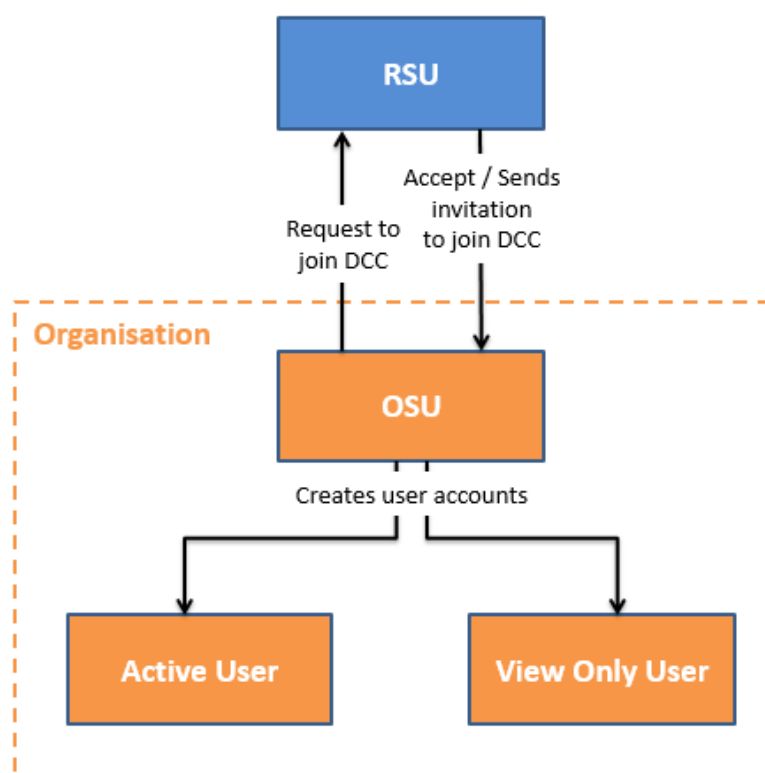 RSU
Accept / Sends
invitation
to join DCC
Request to
join DCC
Organisation
OSU
Creates user accounts
Active User
View Only User